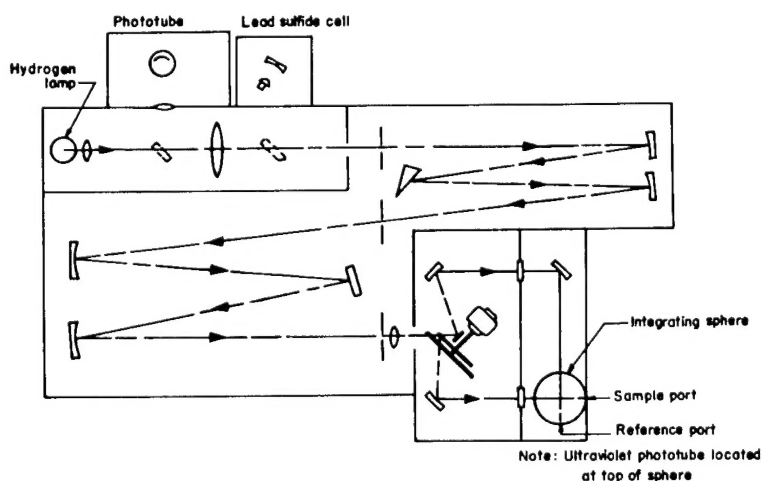 Phototube
Lead sulfide cell
Hydrogen
lamp
Integrating sphere
Sample port
Reference port
Note: Ultraviolet phototube located
at top of sphere